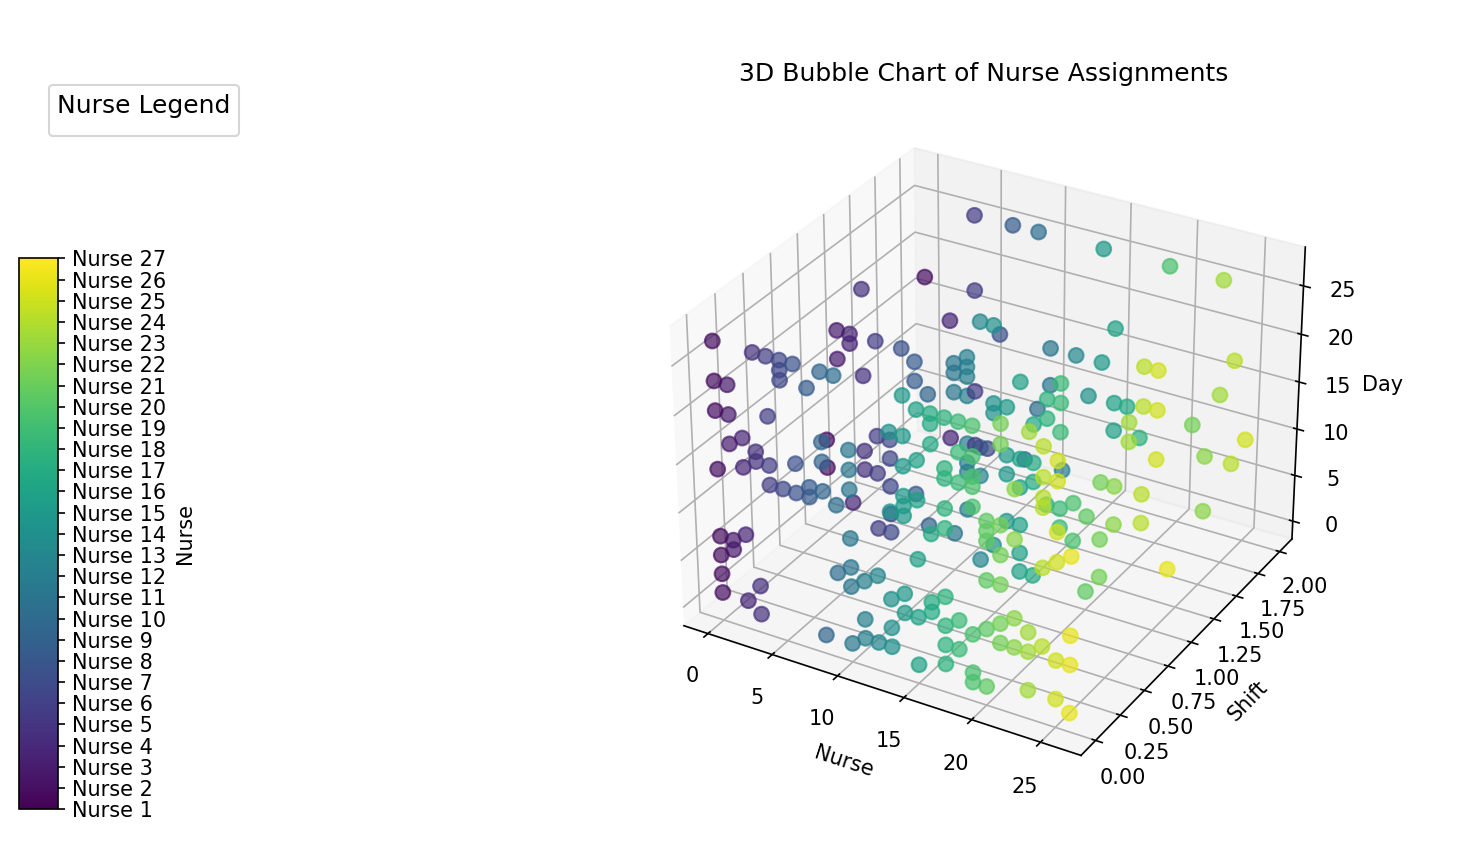 3D Bubble Chart of Nurse Assignments
Nurse Legend
Nurse 27
Nurse 26
Nurse 25
Nurse 24
Nurse 23
Nurse 22
Nurse 21
Nurse 20
Nurse 19
Nurse 18
Nurse 17
Nurse 16
Nurse 15
Nurse 14
Nurse 13
Nurse 12
Nurse 11
Nurse 10
Nurse 9
Nurse 8
Nurse 7
Nurse 6
Nurse 5
Nurse 4
Nurse 3
Nurse 2
Nurse 1
Nurse
25
20
15
10
5
0
Day
2.00
1.75
1.50
1.25
1.00
0.75
0.50
0.25
0.00
Shift
0
5
10
15
20
25
Nurse